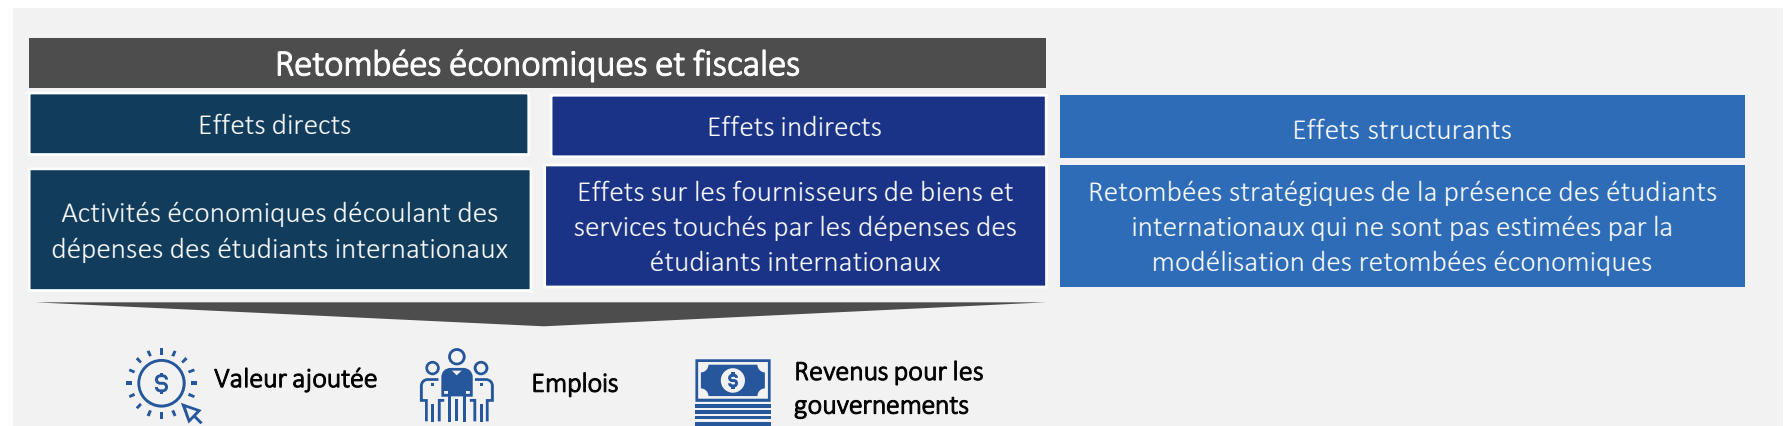 Retombées économiques et fiscales
Effets directs
Effets indirects
Effets structurants
Activités économiques découlant des
dépenses des étudiants internationaux
Effets sur les fournisseurs de biens et
services touchés par les dépenses des
étudiants internationaux
Retombées stratégiques de la présence des étudiants
internationaux qui ne sont pas estimées par la
modélisation des retombées économiques
$
Valeur ajoutée
Emplois
$
Revenus pour les
gouvernements